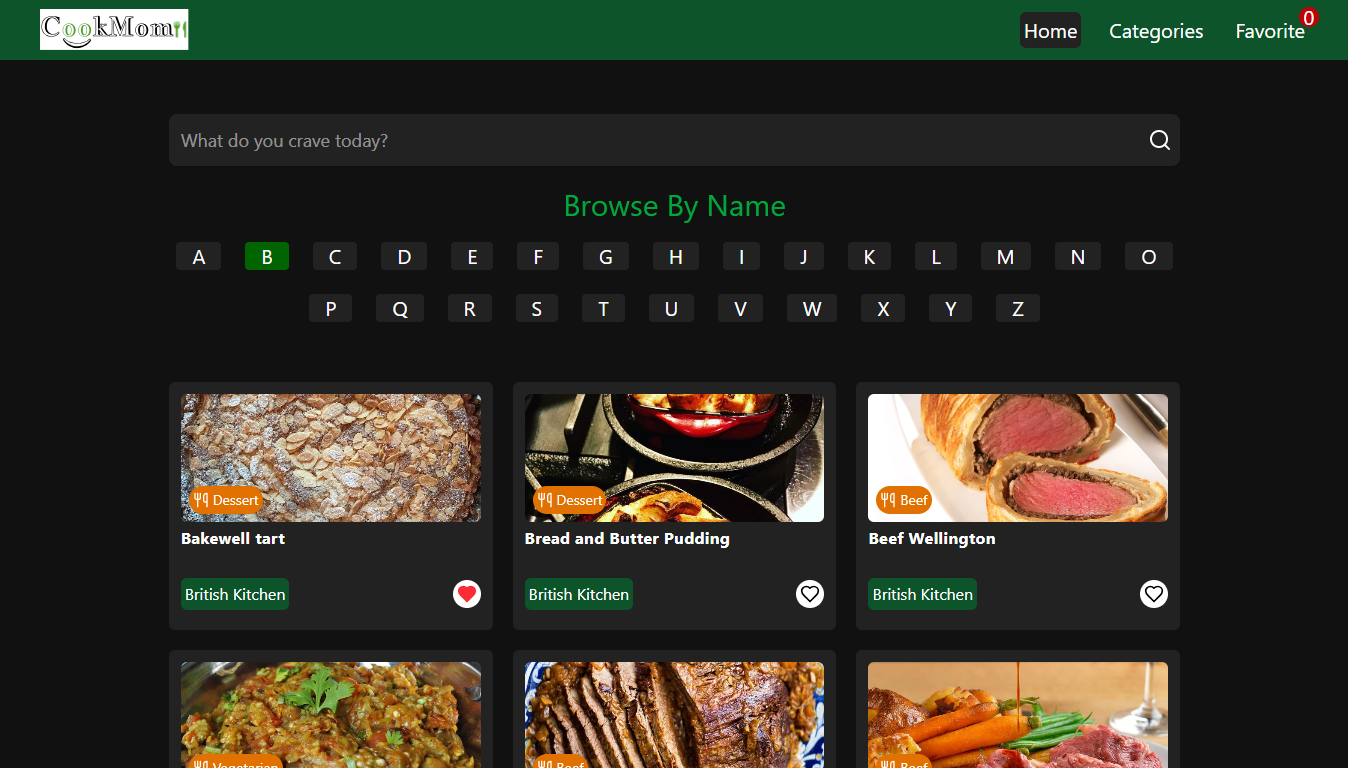 CookMom
Home
Categories
Favorite
0
What do you crave today?
Browse By Name
A B C D E F G H I J K L M N O
P Q R S T U V W X Y Z
Dessert
Dessert
Beef
Bakewell tart
Bread and Butter Pudding
Beef Wellington
British Kitchen
British Kitchen
British Kitchen
Vegetarian
Beef
Beef